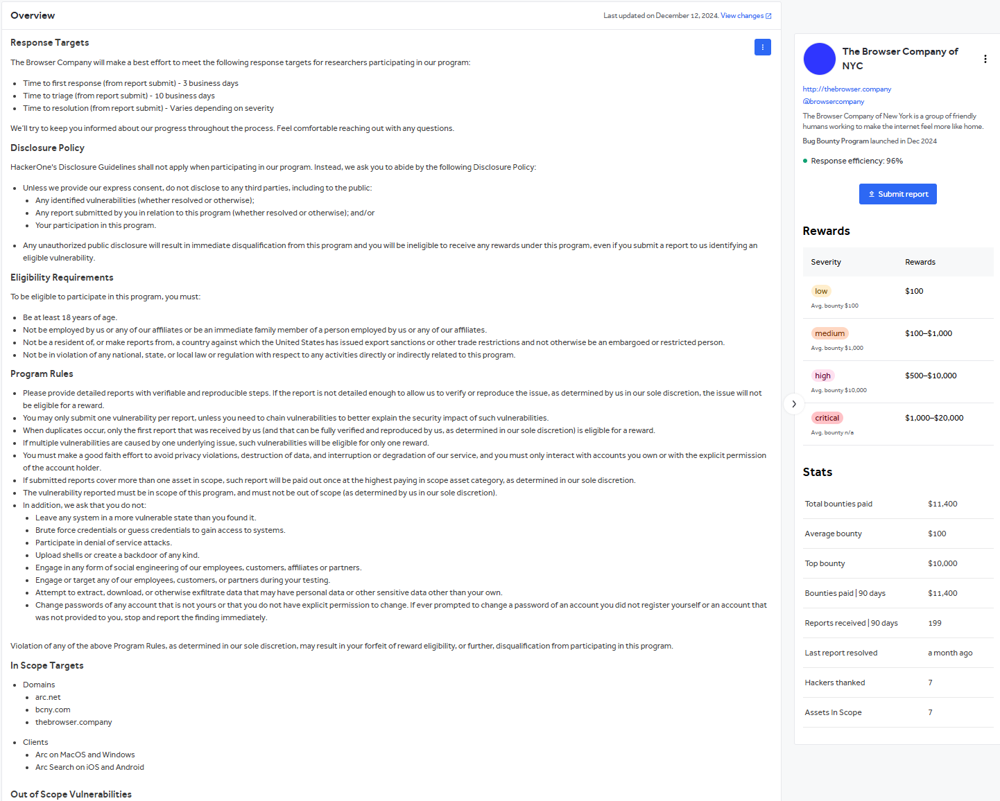 Overview
Last updated on December 12, 2024. View changes
Response Targets
The Browser Company will make a best effort to meet the following response targets for researchers participating in our program:
Time to first response (from report submit) - 3 business days
Time to triage (from report submit) - 10 business days
Time to resolution (from report submit) - Varies depending on severity
We'll try to keep you informed about our progress throughout the process. Feel comfortable reaching out with any questions.
Disclosure Policy
HackerOne's Disclosure Guidelines shall not apply when participating in our program. Instead, we ask you to abide by the following Disclosure Policy:
Unless we provide our express consent, do not disclose to any third parties, including to the public:
Any identified vulnerabilities (whether resolved or otherwise);
Any report submitted by you in relation to this program (whether resolved or otherwise); and/or
Your participation in this program.
Any unauthorized public disclosure will result in immediate disqualification from this program and you will be ineligible to receive any rewards under this program, even if you submit a report to us identifying an
eligible vulnerability.
Eligibility Requirements
To be eligible to participate in this program, you must:
Be at least 18 years of age.
Not be employed by us or any of our affiliates or be an immediate family member of a person employed by us or any of our affiliates.
Not be a resident of, or make reports from, a country against which the United States has issued export sanctions or other trade restrictions and not otherwise be an embargoed or restricted person.
Not be in violation of any national, state, or local law or regulation with respect to any activities directly or indirectly related to this program.
Program Rules
Please provide detailed reports with verifiable and reproducible steps. If the report is not detailed enough to allow us to verify or reproduce the issue, as determined by us in our sole discretion, the issue will not
be eligible for a reward.
You may only submit one vulnerability per report, unless you need to chain vulnerabilities to better explain the security impact of such vulnerabilities.
When duplicates occur, only the first report that was received by us (and that can be fully verified and reproduced by us, as determined in our sole discretion) is eligible for a reward.
If multiple vulnerabilities are caused by one underlying issue, such vulnerabilities will be eligible for only one reward.
You must make a good faith effort to avoid privacy violations, destruction of data, and interruption or degradation of our service, and you must only interact with accounts you own or with the explicit permission
of the account holder.
If submitted reports cover more than one asset in scope, such report will be paid out once at the highest paying in scope asset category, as determined in our sole discretion.
The vulnerability reported must be in scope of this program, and must not be out of scope (as determined by us in our sole discretion).
In addition, we ask that you do not:
Leave any system in a more vulnerable state than you found it.
Brute force credentials or guess credentials to gain access to systems.
Participate in denial of service attacks.
Upload shells or create a backdoor of any kind.
Engage in any form of social engineering of our employees, customers, affiliates or partners.
Engage or target any of our employees, customers, or partners during your testing.
Attempt to extract, download, or otherwise exfiltrate data that may have personal data or other sensitive data other than your own.
Change passwords of any account that is not yours or that you do not have explicit permission to change. If ever prompted to change a password of an account you did not register yourself or an account that
was not provided to you, stop and report the finding immediately.
Violation of any of the above Program Rules, as determined in our sole discretion, may result in your forfeit of reward eligibility, or further, disqualification from participating in this program.
In Scope Targets
Domains
arc.net
bcny.com
thebrowser.company
Clients
Arc on MacOS and Windows
Arc Search on iOS and Android
Out of Scope Vulnerabilities
The Browser Company of
NYC
http://thebrowser.company
@browsercompany
The Browser Company of New York is a group of friendly
humans working to make the internet feel more like home.
Bug Bounty Program launched in Dec 2024
Response efficiency: 96%
Submit report
Rewards
Severity Rewards
low $100
Avg. bounty $100
medium $100–$1,000
Avg. bounty $1,000
high $500–$10,000
Avg. bounty $10,000
critical $1,000–$20,000
Avg. bounty n/a
Stats
Total bounties paid $11,400
Average bounty $100
Top bounty $10,000
Bounties paid | 90 days $11,400
Reports received | 90 days 199
Last report resolved a month ago
Hackers thanked 7
Assets In Scope 7